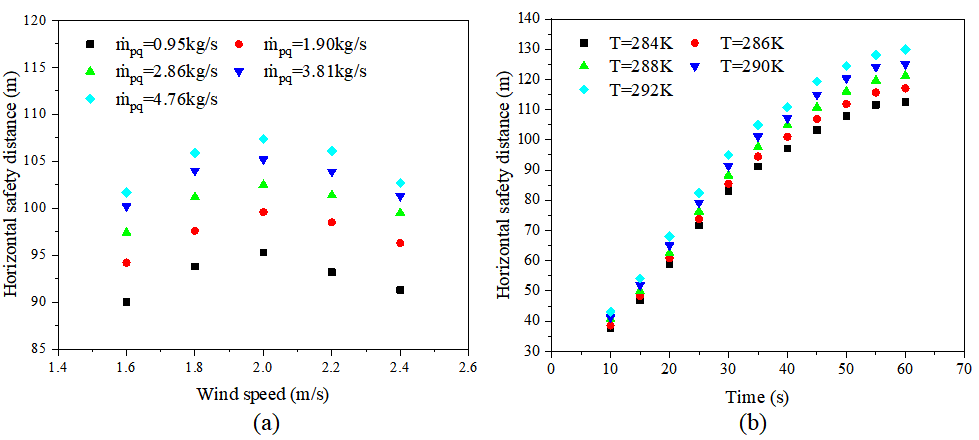 120
115
110
105
100
95
90
85
1.4
1.6
1.8
2.0
2.2
2.4
2.6
Horizontal safety distance (m)
Wind speed (m/s)
ṁpq=0.95kg/s
ṁpq=1.90kg/s
ṁpq=2.86kg/s
ṁpq=3.81kg/s
ṁpq=4.76kg/s
(a)
140
130
120
110
100
90
80
70
60
50
40
30
0
10
20
30
40
50
60
70
Horizontal safety distance (m)
Time (s)
T=284K
T=286K
T=288K
T=290K
T=292K
(b)